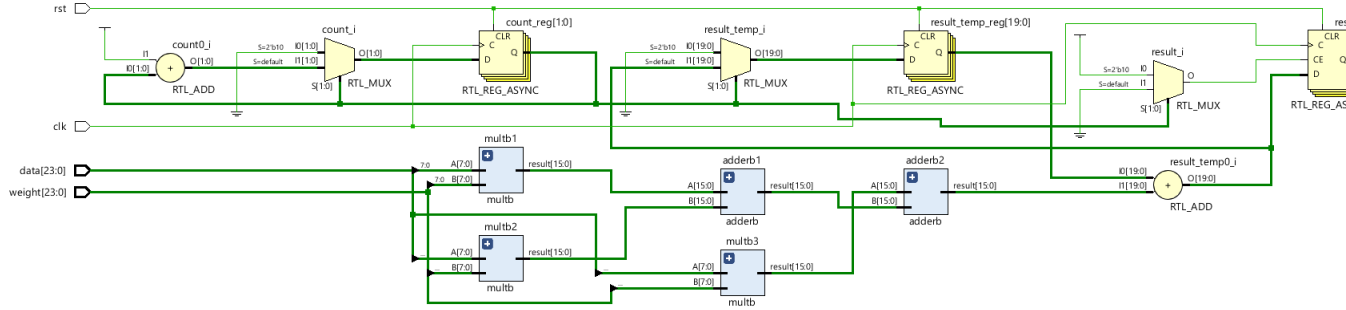 rst
count_reg[1:0]
result_temp_reg[19:0]
count_i
CLR
result_temp_i
CLR
result_i
CLR
count0_i
S=2'b10 I0[1:0]
S=default I1[1:0]
O[1:0]
S[1:0]
RTL_MUX
I1
I0[1:0]
O[1:0]
+
RTL_ADD
C
D
Q
RTL_REG_ASYNC
S=2'b10 I0[19:0]
S=default I1[19:0]
O[19:0]
S[1:0]
RTL_MUX
C
D
Q
RTL_REG_ASYNC
S=2'b10 I0
S=default I1
O
S[1:0]
RTL_MUX
C
CE
D
clk
data[23:0]
weight[23:0]
multb1
7:0
A[7:0]
7:0
B[7:0]
result[15:0]
multb
adderb1
A[15:0]
B[15:0]
result[15:0]
adderb
adderb2
A[15:0]
B[15:0]
result[15:0]
adderb
result_temp0_i
I0[19:0]
I1[19:0]
O[19:0]
+
RTL_ADD
multb2
A[7:0]
B[7:0]
result[15:0]
multb
multb3
A[7:0]
B[7:0]
result[15:0]
multb